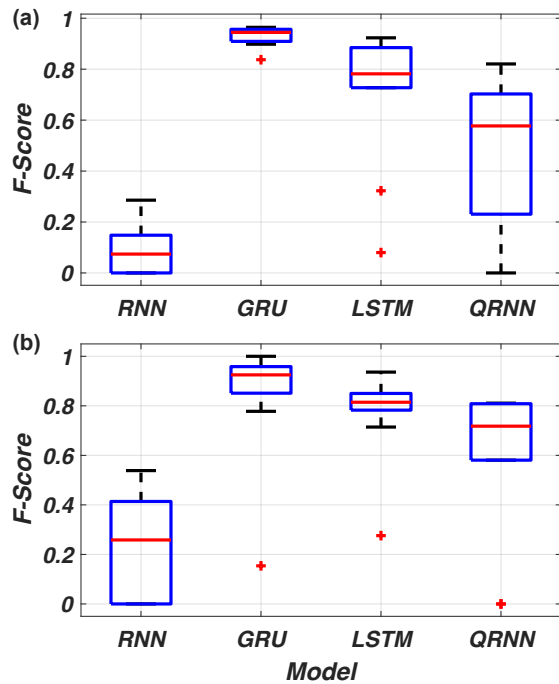 (a)
1
0.8
0.6
0.4
0.2
0
F-Score
RNN GRU LSTM QRNN
(b)
1
0.8
0.6
0.4
0.2
0
F-Score
RNN GRU LSTM QRNN
Model